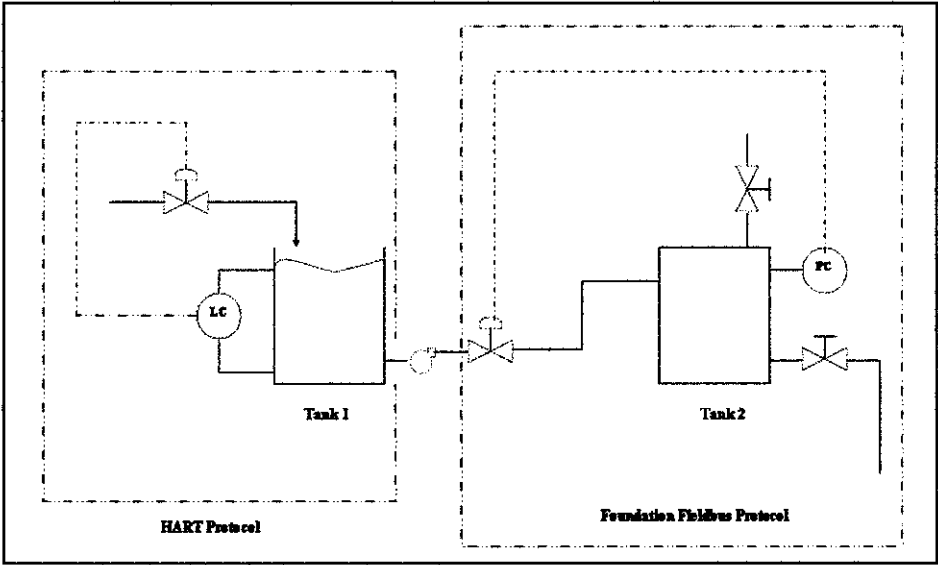 LC
PC
Tank 1
Tank 2
HART Protocol
Foundation Fieldbus Protocol